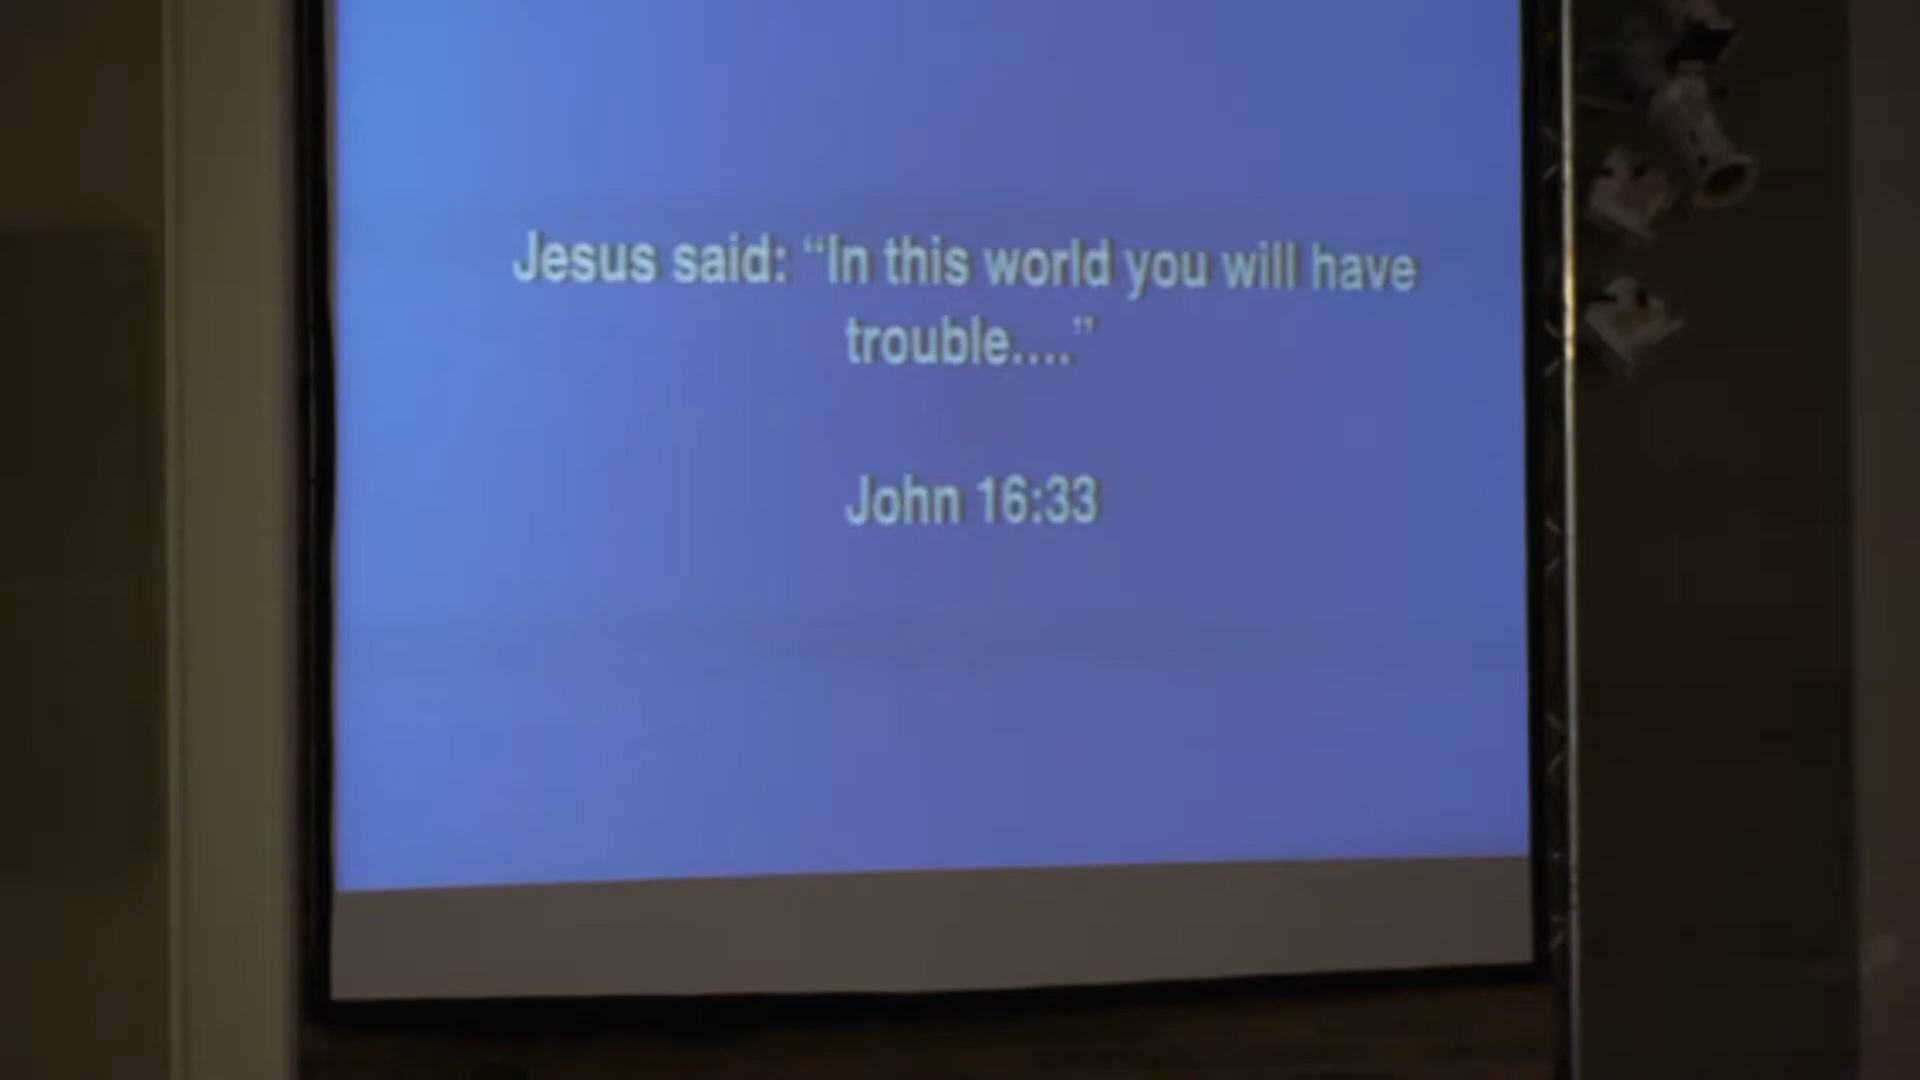 Jesus said: “In this world you will have
trouble....”
John 16:33